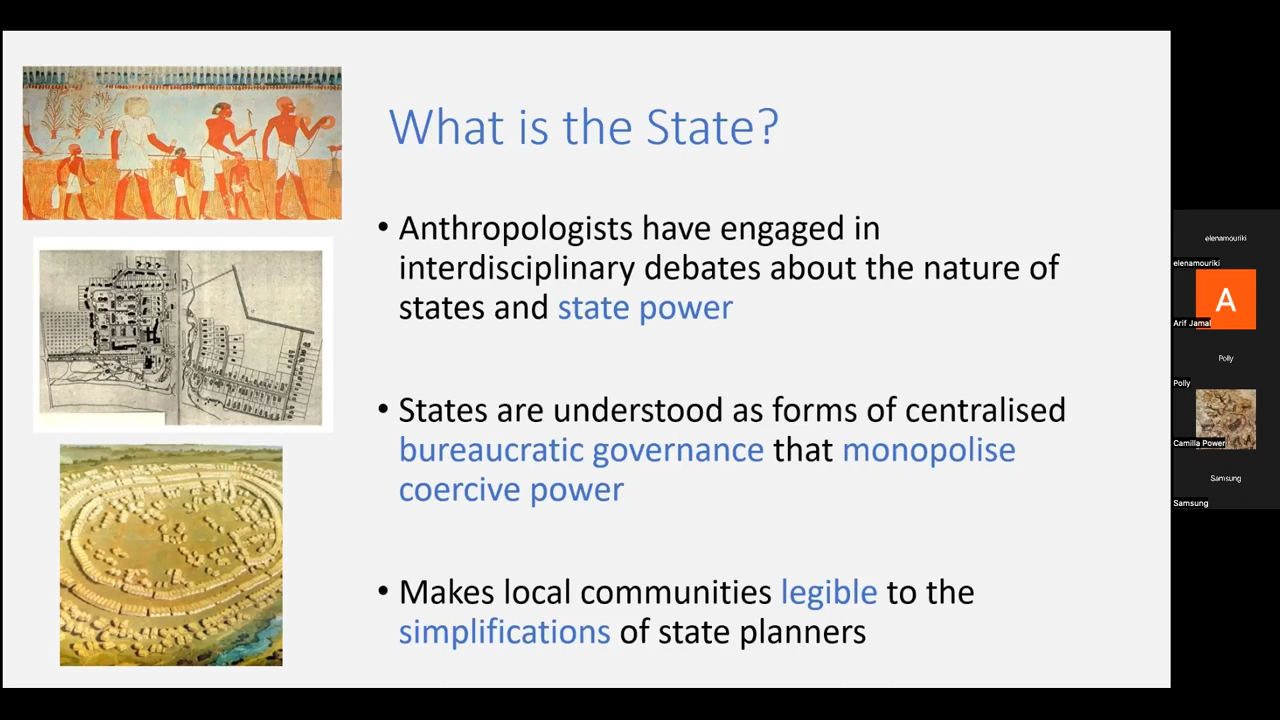 What is the State?
• Anthropologists have engaged in
interdisciplinary debates about the nature of
states and state power
• States are understood as forms of centralised
bureaucratic governance that monopolise
coercive power
• Makes local communities legible to the
simplifications of state planners
elenamouriki
elenamouriki
A
Arif Jamal
Polly
Polly
Camilla Power
Samsung
Samsung